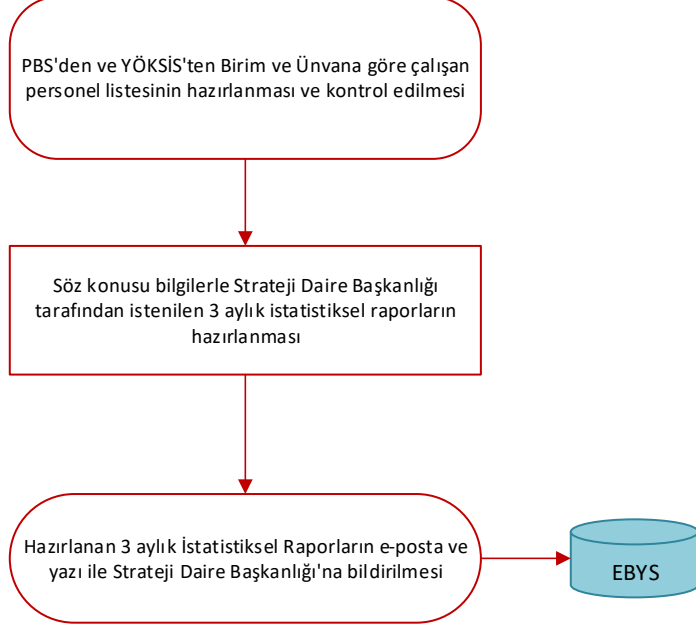 PBS'den ve YÖKSİS'ten Birim ve Ünvana göre çalışan
personel listesinin hazırlanması ve kontrol edilmesi
Söz konusu bilgilerle Strateji Daire Başkanlığı
tarafından istenilen 3 aylık istatistiksel raporların
hazırlanması
Hazırlanan 3 aylık İstatistiksel Raporların e-posta ve
yazı ile Strateji Daire Başkanlığı'na bildirilmesi
EBYS